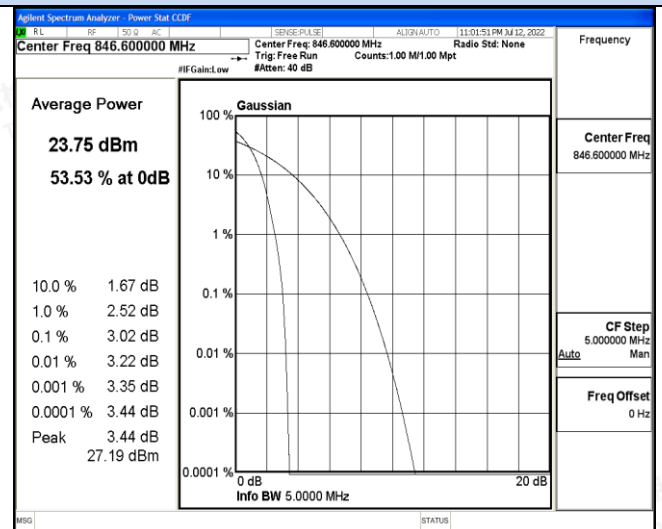 Agilent Spectrum Analyzer - Power Stat CCDF
RL RF 50 Ω AC SENSE:PULSE ALIGN AUTO 11:01:51 PM Jul 12, 2022
Center Freq 846.600000 MHz
Center Freq: 846.600000 MHz Radio Std: None
Trig: Free Run Counts:1.00 M/1.00 Mpt
#IFGain:Low #Atten: 40 dB
Frequency
Average Power
23.75 dBm
53.53 % at 0dB
10.0 % 1.67 dB
1.0 % 2.52 dB
0.1 % 3.02 dB
0.01 % 3.22 dB
0.001 % 3.35 dB
0.0001 % 3.44 dB
Peak 3.44 dB
27.19 dBm
Gaussian
100 %
10 %
1 %
0.1 %
0.01 %
0.001 %
0.0001 %
0 dB 20 dB
Info BW 5.0000 MHz
Center Freq
846.600000 MHz
CF Step
5.000000 MHz
Auto Man
Freq Offset
0 Hz
MSG STATUS